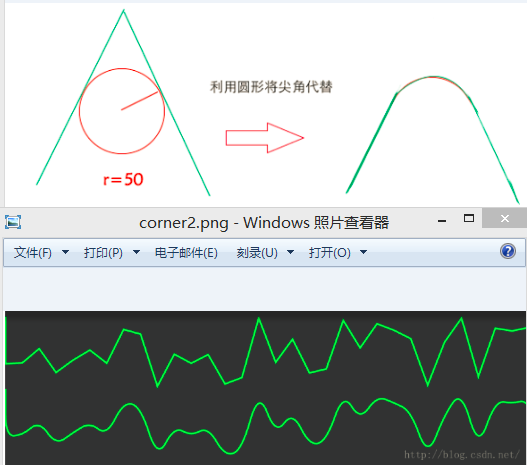 利用圆形将尖角代替
r=50
corner2.png - Windows 照片查看器
文件(F) 打印(P) 电子邮件(E) 刻录(U) 打开(O)
http://blog.csdn.net/